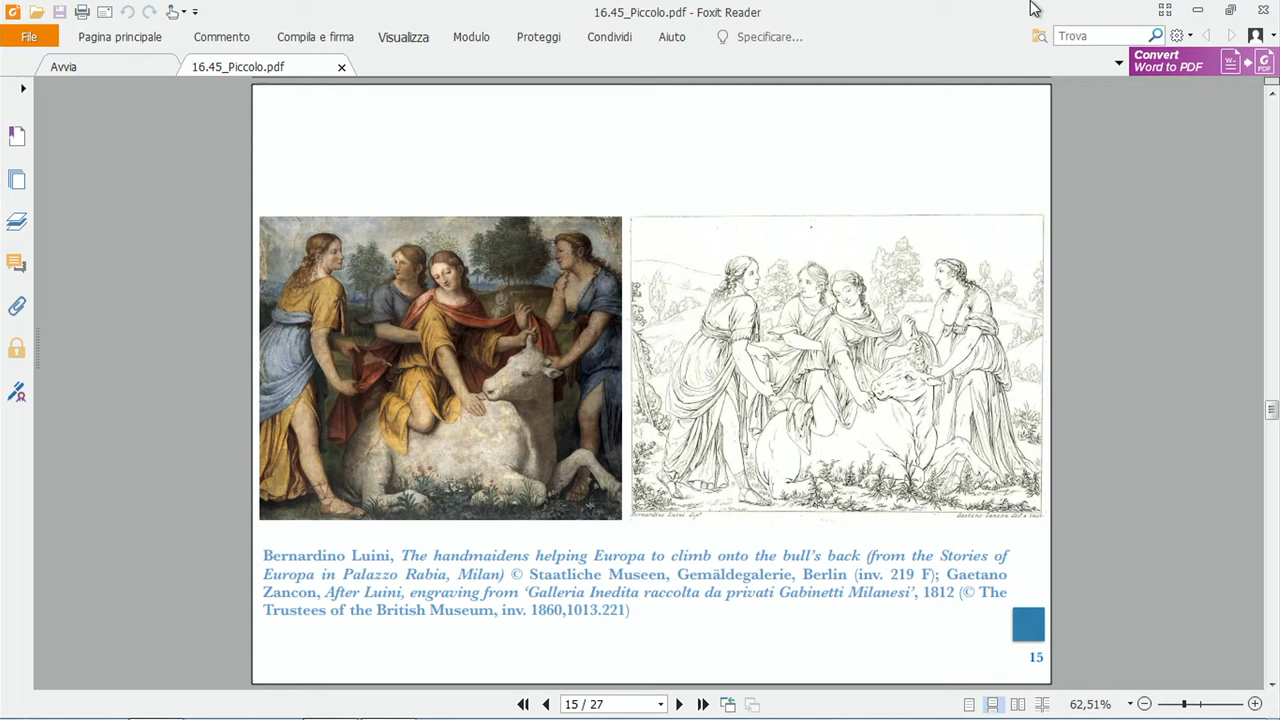 16.45_Piccolo.pdf - Foxit Reader
File Pagina principale Commento Compila e firma Visualizza Modulo Proteggi Condividi Aiuto Specificare... Trova
Avvia 16.45_Piccolo.pdf Convert
Word to PDF
Bernardino Luini, The handmaidens helping Europa to climb onto the bull's back (from the Stories of
Europa in Palazzo Rabia, Milan) © Staatliche Museen, Gemäldegalerie, Berlin (inv. 219 F); Gaetano
Zancon, After Luini, engraving from 'Galleria Inedita raccolta da privati Gabinetti Milanesi', 1812 (© The
Trustees of the British Museum, inv. 1860,1013.221)
15
15 / 27 62,51%